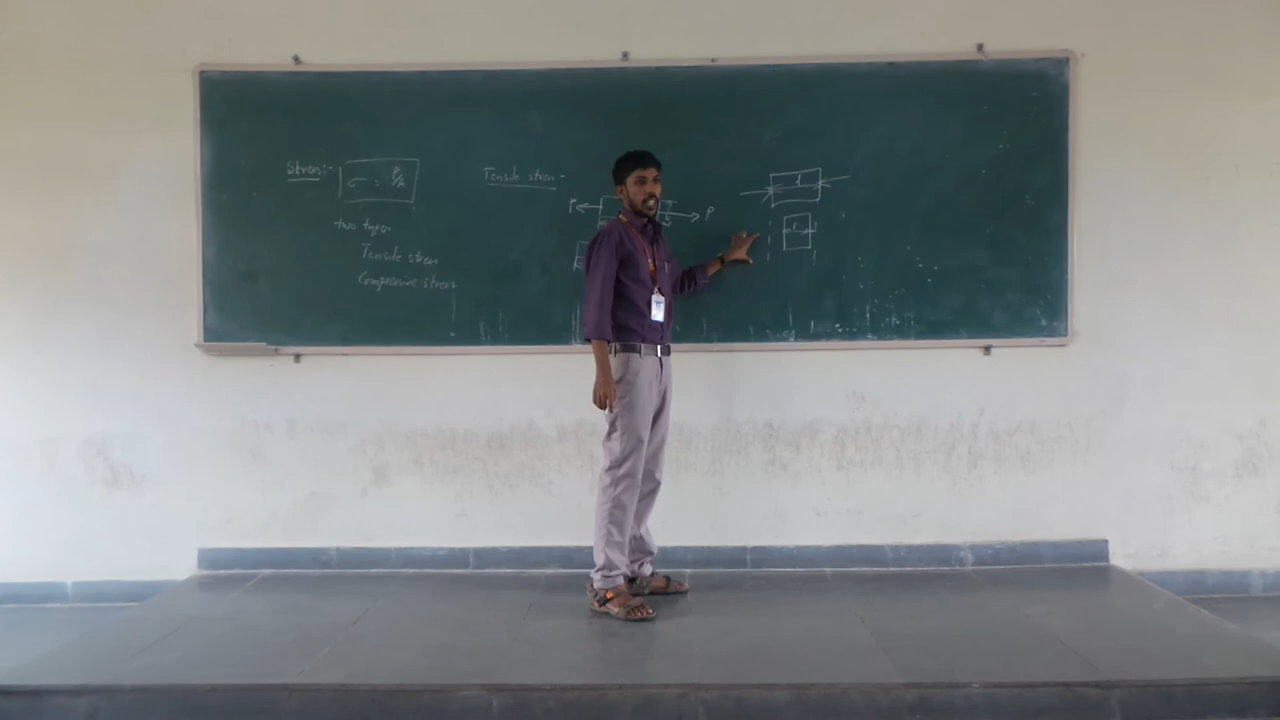 Stress:- σ = P/A
two types
Tensile stress
Compressive stress
Tensile stress -
P P
l
l